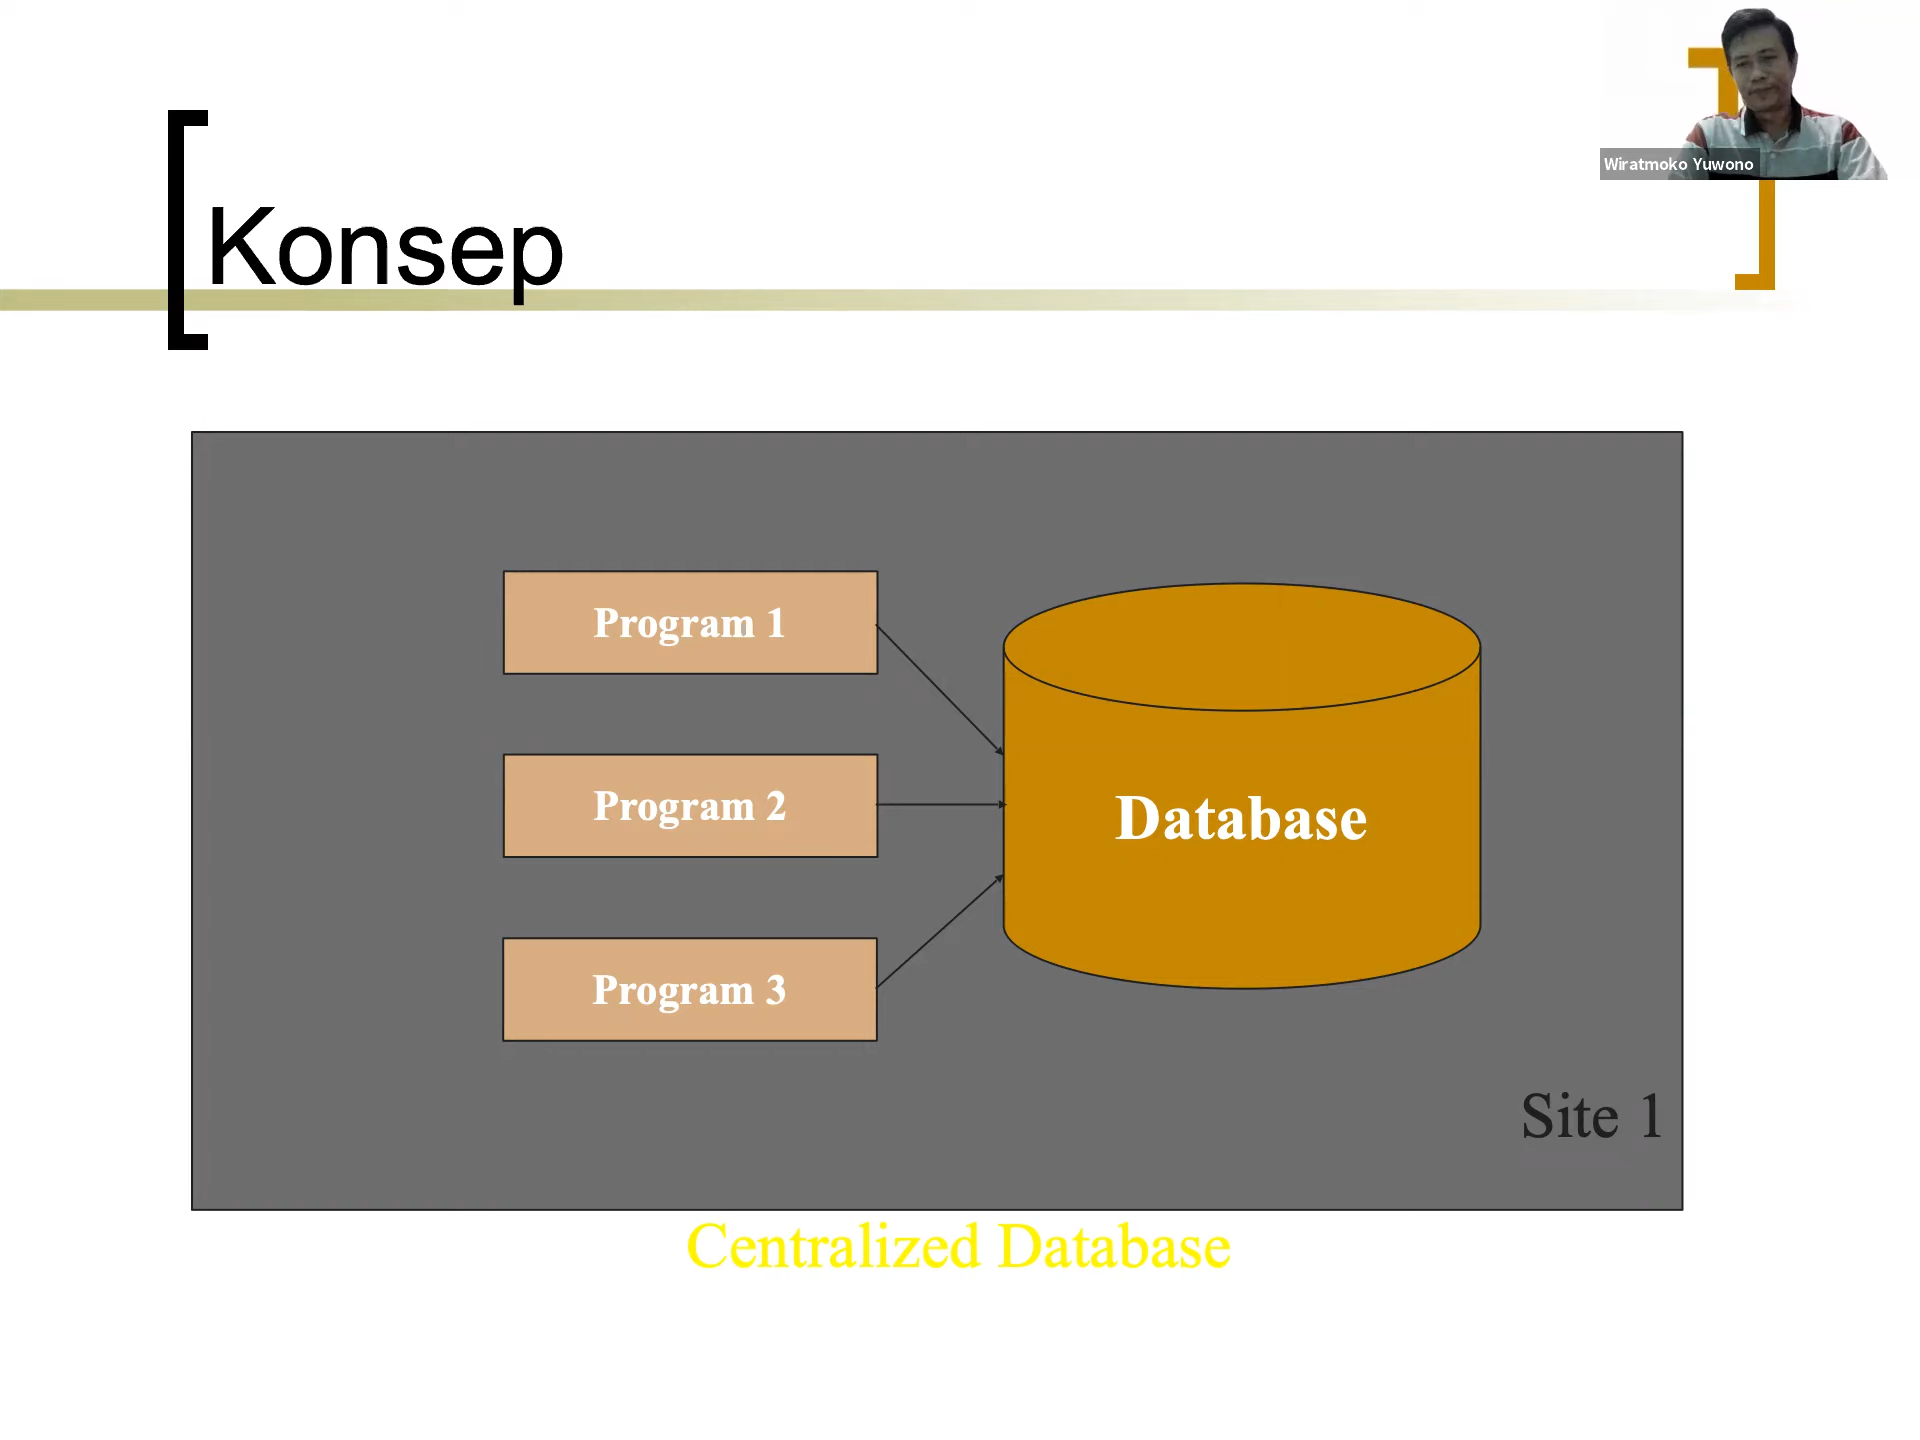 Wiratmoko Yuwono
Konsep
Program 1
Program 2
Database
Program 3
Site 1
Centralized Database